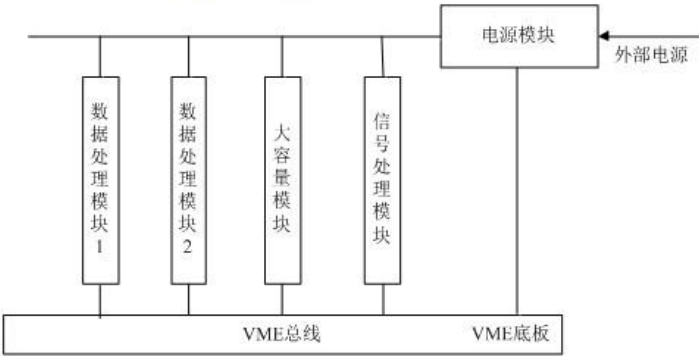 电源模块
外部电源
数据处理模块1
数据处理模块2
大容量模块
信号处理模块
VME总线
VME底板